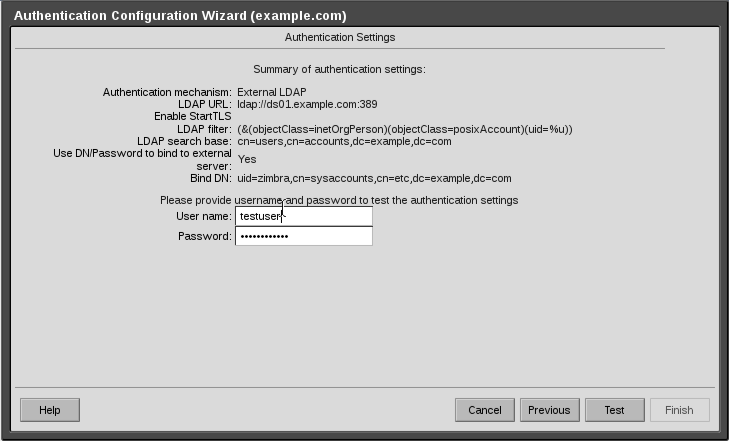 Authentication Configuration Wizard (example.com)
Authentication Settings
Summary of authentication settings:
Authentication mechanism: External LDAP
LDAP URL: ldap://ds01.example.com:389
Enable StartTLS
LDAP filter: (&(objectClass=inetOrgPerson)(objectClass=posixAccount)(uid=%u))
LDAP search base: cn=users,cn=accounts,dc=example,dc=com
Use DN/Password to bind to external
server: Yes
Bind DN: uid=zimbra,cn=sysaccounts,cn=etc,dc=example,dc=com
Please provide username and password to test the authentication settings
User name: testuser
Password: ••••••••••••
Help Cancel Previous Test Finish